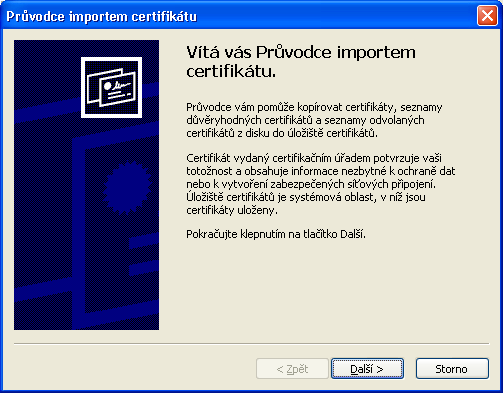 Průvodce importem certifikátu
Vítá vás Průvodce importem
certifikátu.
Průvodce vám pomůže kopírovat certifikáty, seznamy
důvěryhodných certifikátů a seznamy odvolaných
certifikátů z disku do úložiště certifikátů.
Certifikát vydaný certifikačním úřadem potvrzuje vaši
totožnost a obsahuje informace nezbytné k ochraně dat
nebo k vytvoření zabezpečených síťových připojení.
Úložiště certifikátů je systémová oblast, v níž jsou
certifikáty uloženy.
Pokračujte klepnutím na tlačítko Další.
< Zpět
Další >
Storno